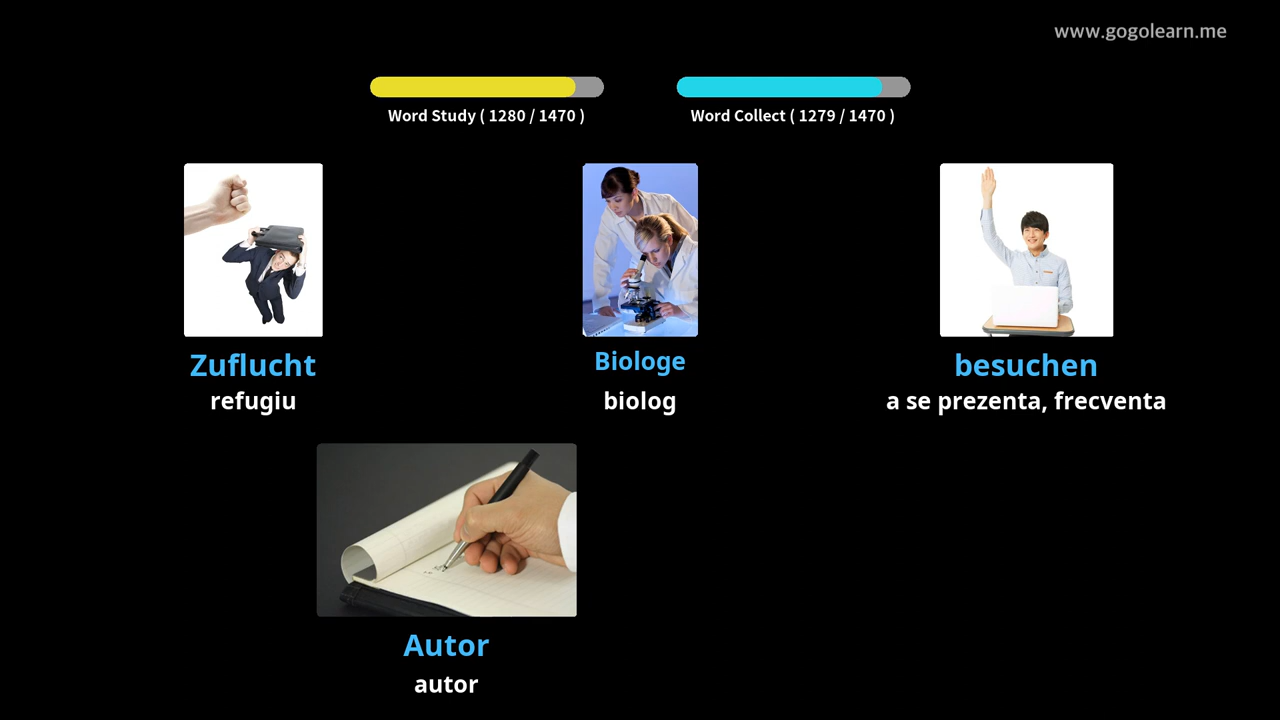 www.gogolearn.me
Word Study ( 1280 / 1470 )
Word Collect ( 1279 / 1470 )
Zuflucht
refugiu
Biologe
biolog
besuchen
a se prezenta, frecventa
Autor
autor